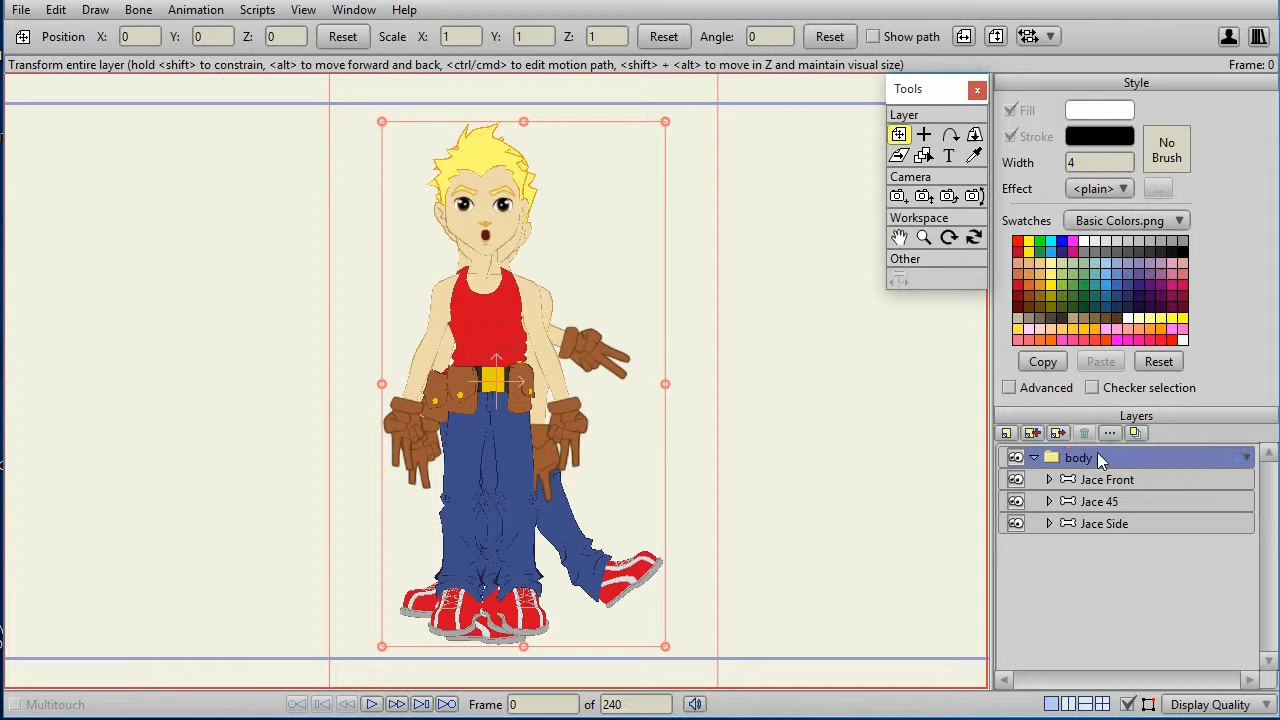 File Edit Draw Bone Animation Scripts View Window Help
Position X: 0 Y: 0 Z: 0 Reset Scale X: 1 Y: 1 Z: 1 Reset Angle: 0 Reset Show path
Transform entire layer (hold <shift> to constrain, <alt> to move forward and back, <ctrl/cmd> to edit motion path, <shift> + <alt> to move in Z and maintain visual size) Frame: 0
Tools x
Layer
T
Camera
Workspace
Other
Style
Fill
Stroke
No
Brush
Width 4
Effect <plain> ...
Swatches Basic Colors.png
Copy Paste Reset
Advanced Checker selection
Layers
body
Jace Front
Jace 45
Jace Side
Multitouch Frame 0 of 240 Display Quality